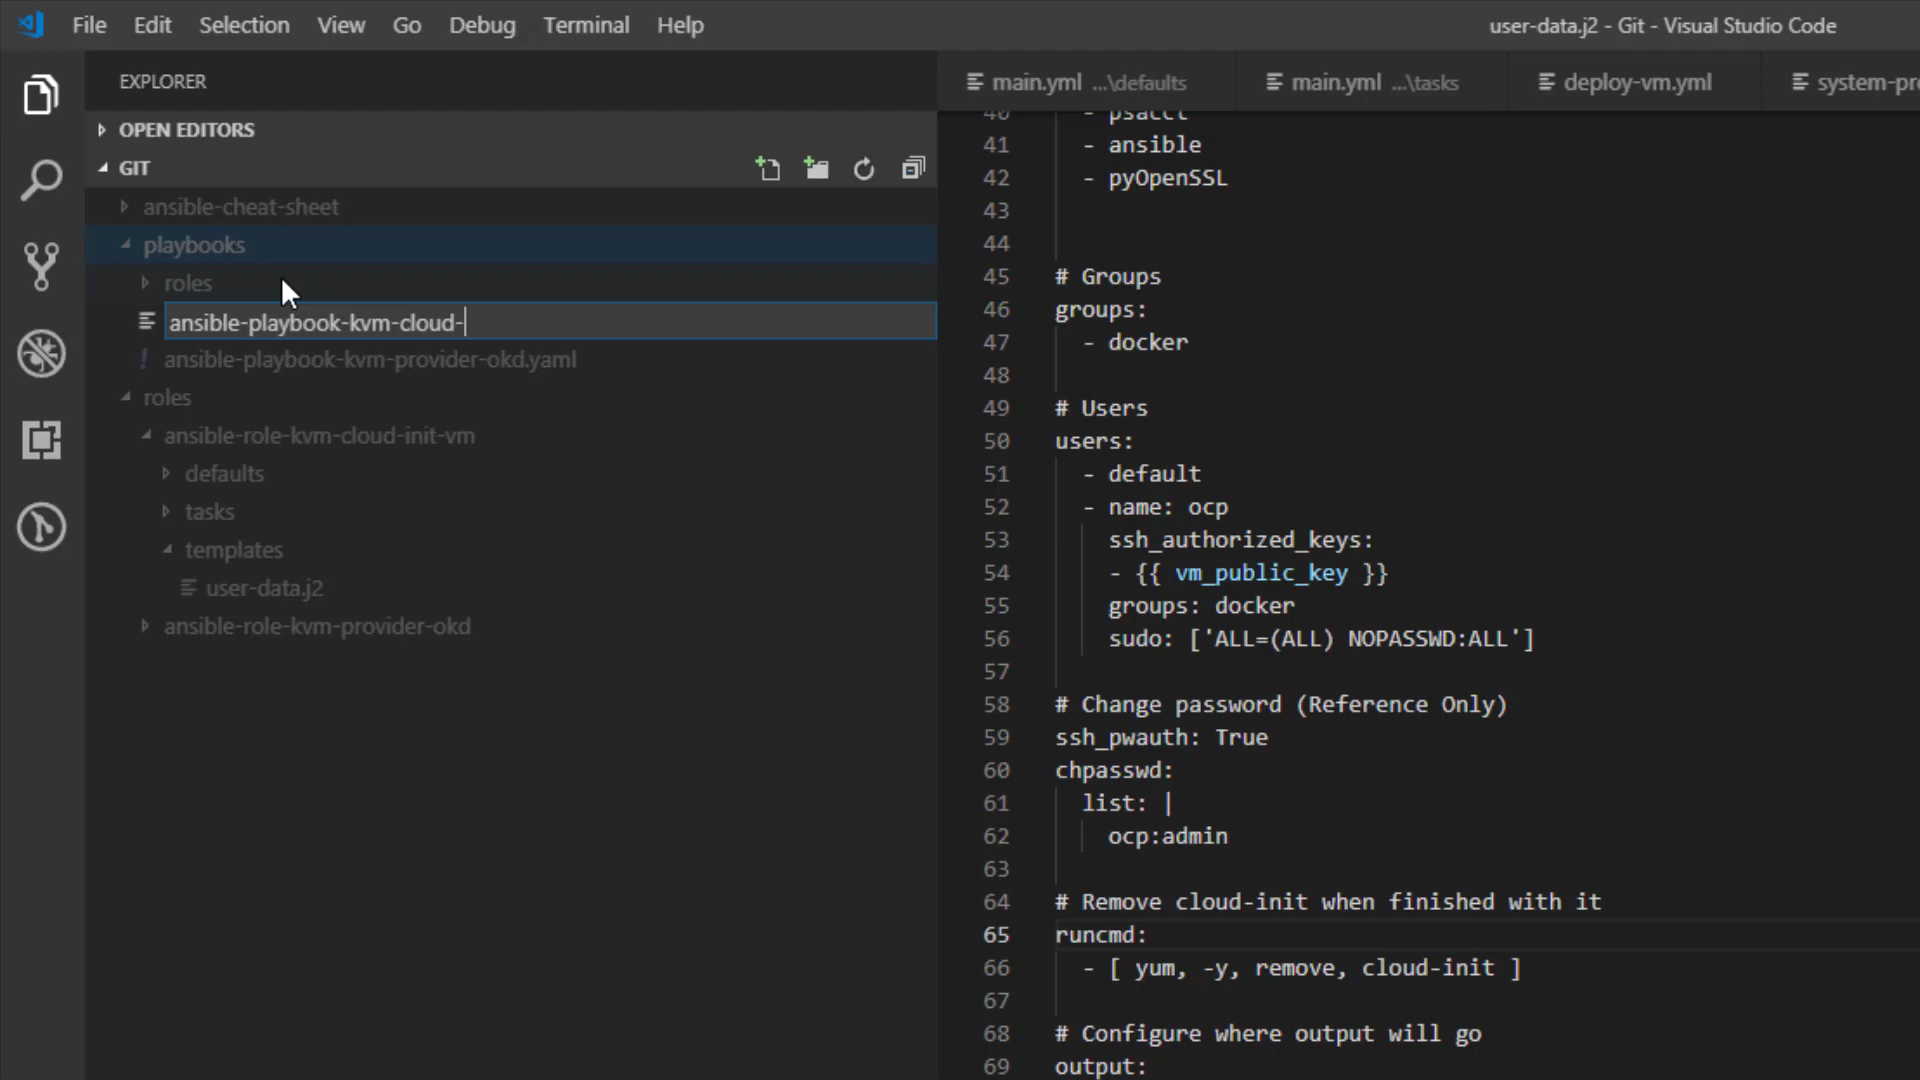 File Edit Selection View Go Debug Terminal Help
user-data.j2 - Git - Visual Studio Code
EXPLORER
OPEN EDITORS
GIT
ansible-cheat-sheet
playbooks
roles
ansible-playbook-kvm-cloud-
ansible-playbook-kvm-provider-okd.yaml
roles
ansible-role-kvm-cloud-init-vm
defaults
tasks
templates
user-data.j2
ansible-role-kvm-provider-okd
main.yml ...\defaults
main.yml ...\tasks
deploy-vm.yml
40 - psacct
41 - ansible
42 - pyOpenSSL
43
44
45 # Groups
46 groups:
47 - docker
48
49 # Users
50 users:
51 - default
52 - name: ocp
53 ssh_authorized_keys:
54 - {{ vm_public_key }}
55 groups: docker
56 sudo: ['ALL=(ALL) NOPASSWD:ALL']
57
58 # Change password (Reference Only)
59 ssh_pwauth: True
60 chpasswd:
61 list: |
62 ocp:admin
63
64 # Remove cloud-init when finished with it
65 runcmd:
66 - [ yum, -y, remove, cloud-init ]
67
68 # Configure where output will go
69 output: